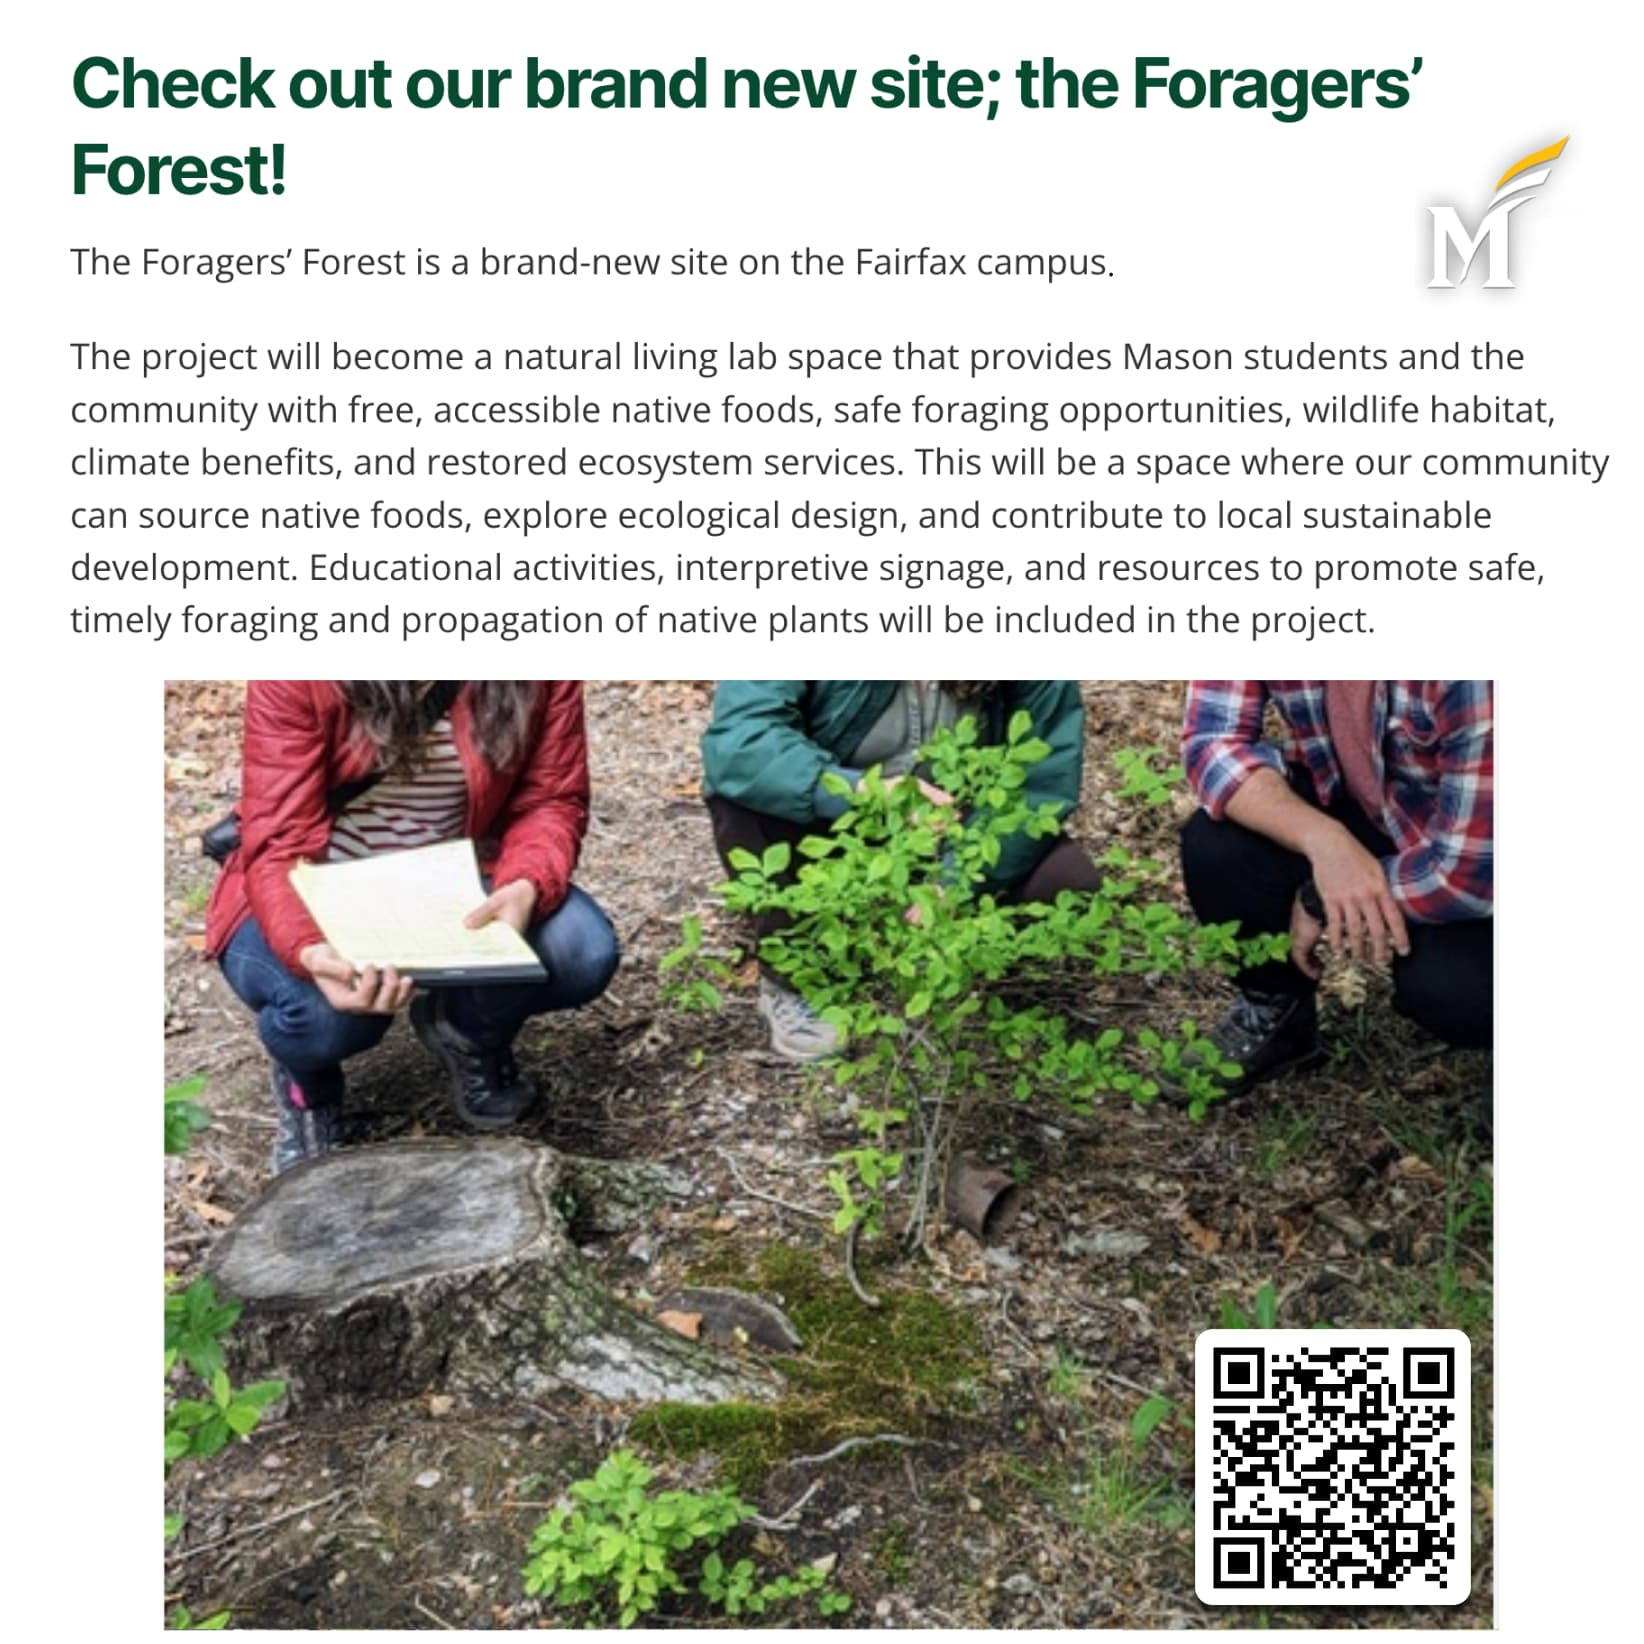 Check out our brand new site; the Foragers’
Forest!
M
The Foragers’ Forest is a brand-new site on the Fairfax campus.
The project will become a natural living lab space that provides Mason students and the
community with free, accessible native foods, safe foraging opportunities, wildlife habitat,
climate benefits, and restored ecosystem services. This will be a space where our community
can source native foods, explore ecological design, and contribute to local sustainable
development. Educational activities, interpretive signage, and resources to promote safe,
timely foraging and propagation of native plants will be included in the project.